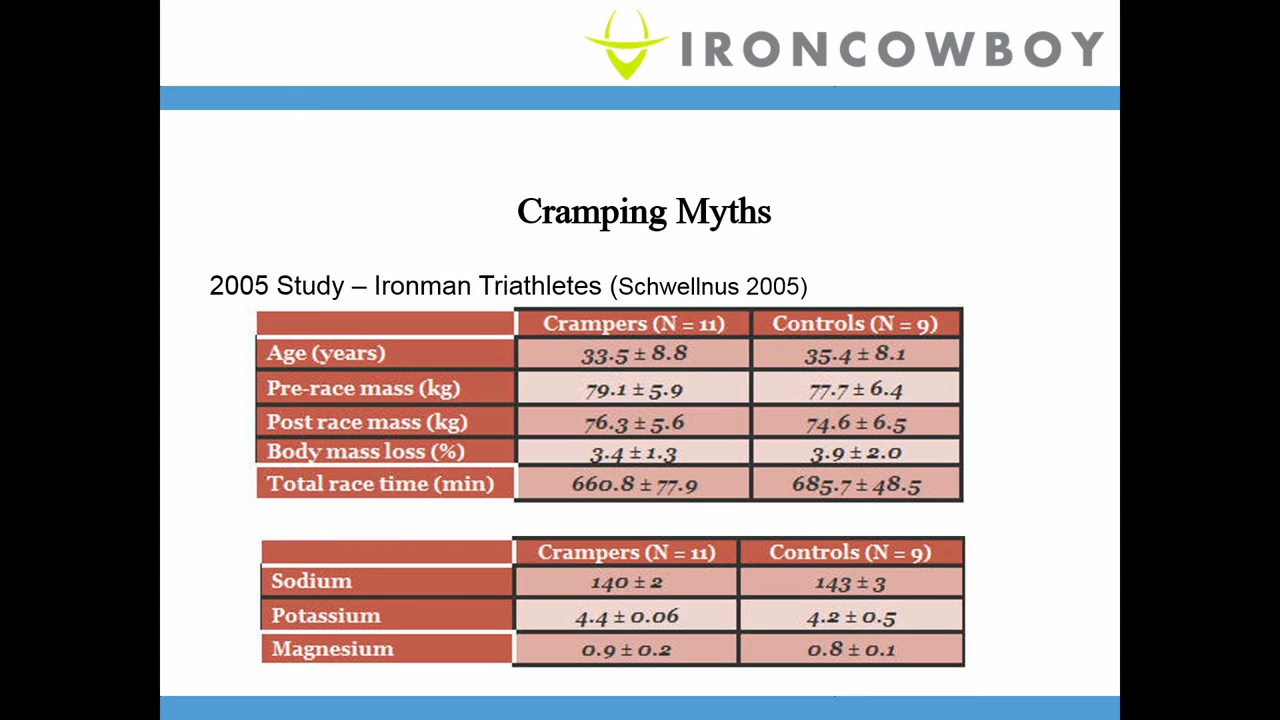 IRONCOWBOY
Cramping Myths
2005 Study – Ironman Triathletes (Schwellnus 2005)
Crampers (N = 11) Controls (N = 9)
Age (years) 33.5 ± 8.8 35.4 ± 8.1
Pre-race mass (kg) 79.1 ± 5.9 77.7 ± 6.4
Post race mass (kg) 76.3 ± 5.6 74.6 ± 6.5
Body mass loss (%) 3.4 ± 1.3 3.9 ± 2.0
Total race time (min) 660.8 ± 77.9 685.7 ± 48.5
Crampers (N = 11) Controls (N = 9)
Sodium 140 ± 2 143 ± 3
Potassium 4.4 ± 0.06 4.2 ± 0.5
Magnesium 0.9 ± 0.2 0.8 ± 0.1